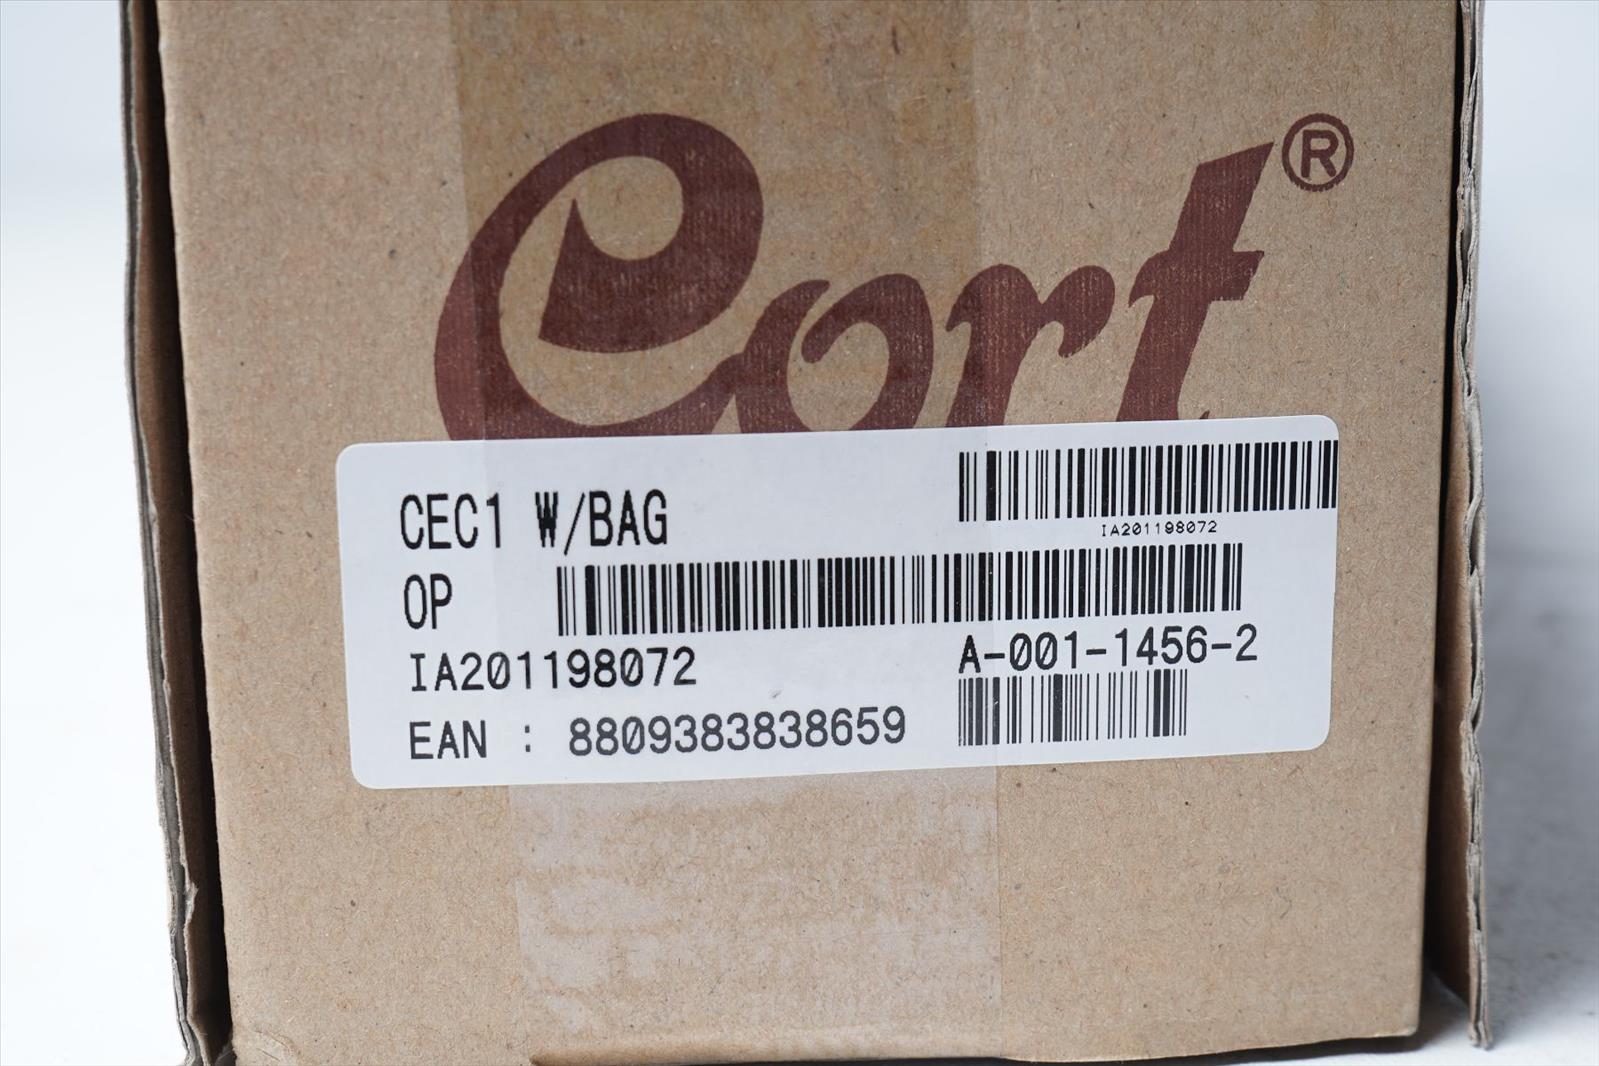 Cort®
CEC1 W/BAG
IA201198072
OP
IA201198072
A-001-1456-2
EAN : 8809383838659